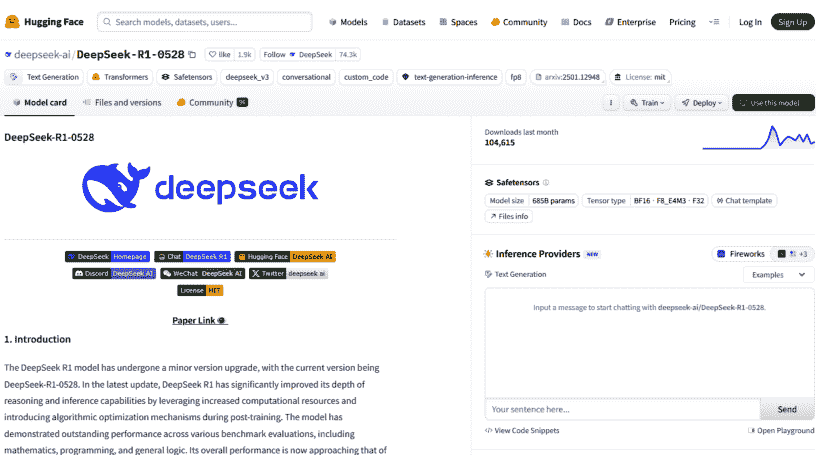 Hugging Face Search models, datasets, users... Models Datasets Spaces Community Docs Enterprise Pricing Log In Sign Up
deepseek-ai/DeepSeek-R1-0528 like 1.9k Follow DeepSeek 74.3k
Text Generation Transformers Safetensors deepseek_v3 conversational custom_code text-generation-inference fp8 arxiv:2501.12948 License: mit
Model card Files and versions Community 96 Train Deploy Use this model
DeepSeek-R1-0528
deepseek
DeepSeek Homepage Chat DeepSeek R1 Hugging Face DeepSeek AI
Discord DeepSeek AI WeChat DeepSeek AI Twitter deepseek_ai
License MIT
Paper Link
1. Introduction
The DeepSeek R1 model has undergone a minor version upgrade, with the current version being
DeepSeek-R1-0528. In the latest update, DeepSeek R1 has significantly improved its depth of
reasoning and inference capabilities by leveraging increased computational resources and
introducing algorithmic optimization mechanisms during post-training. The model has
demonstrated outstanding performance across various benchmark evaluations, including
mathematics, programming, and general logic. Its overall performance is now approaching that of
Downloads last month
104,615
Safetensors
Model size 685B params Tensor type BF16 · F8_E4M3 · F32 Chat template
Files info
Inference Providers NEW Fireworks +3
Text Generation Examples
Input a message to start chatting with deepseek-ai/DeepSeek-R1-0528.
Your sentence here... Send
View Code Snippets Open Playground